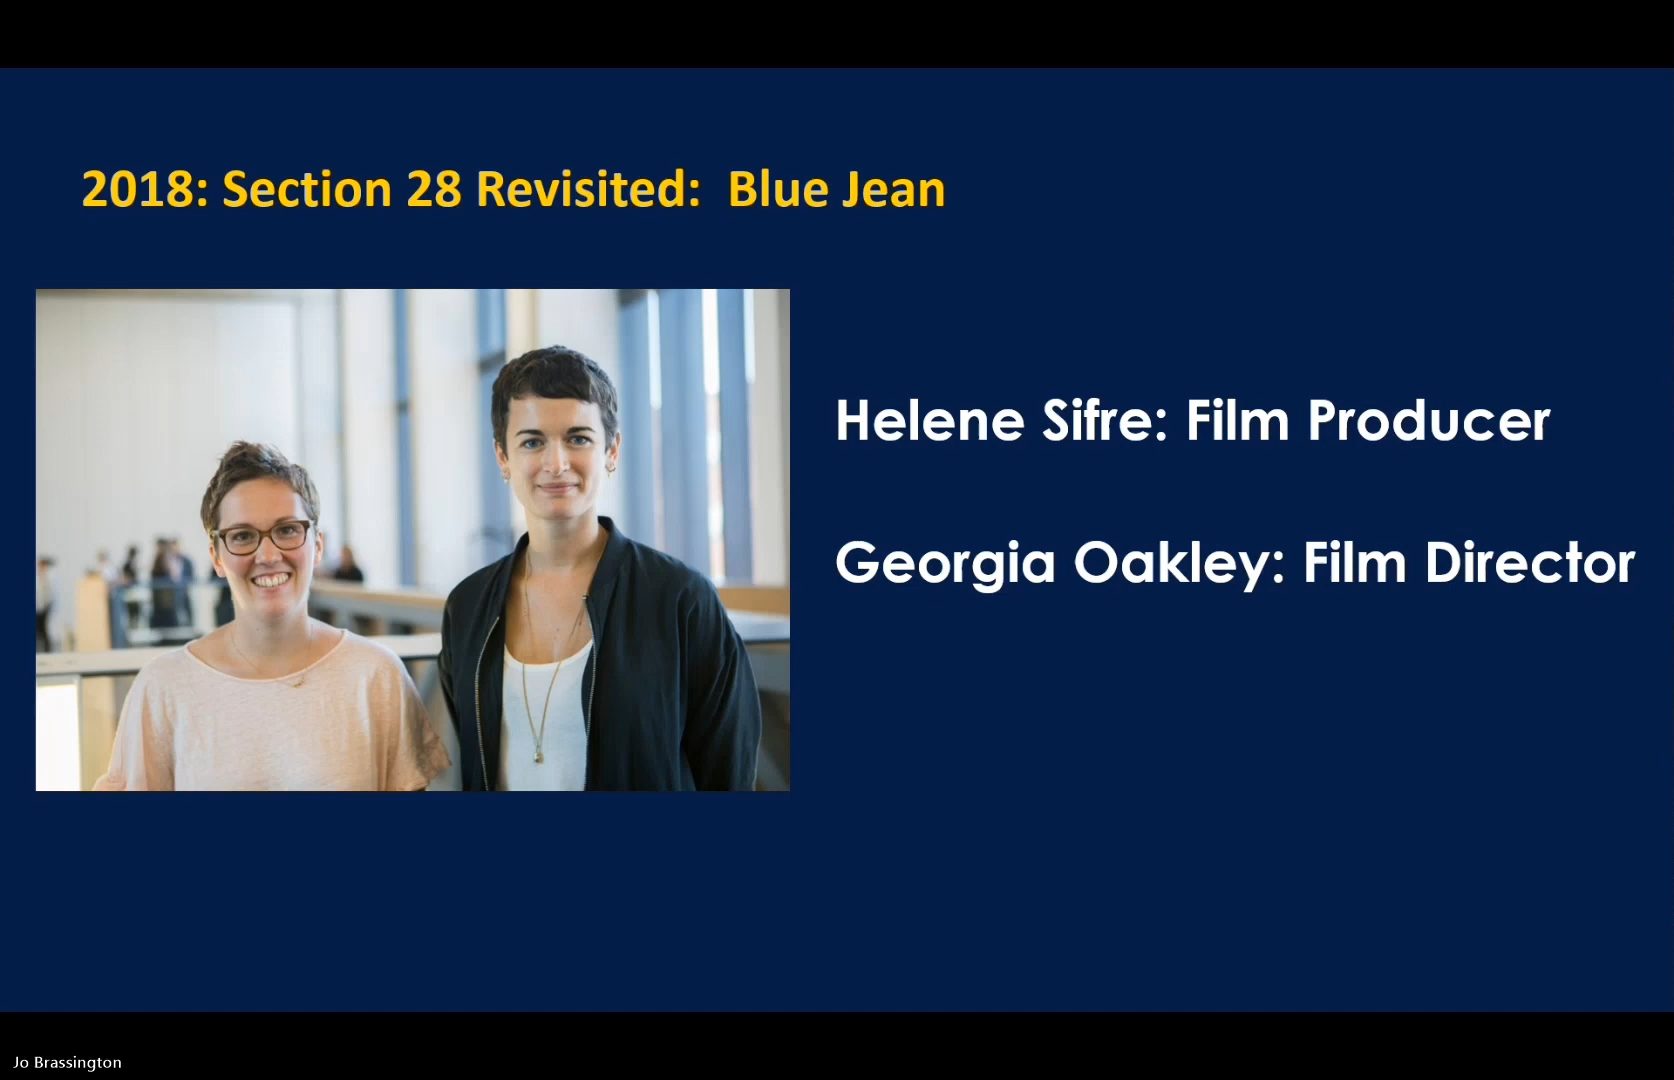 2018: Section 28 Revisited:  Blue Jean
Helene Sifre: Film Producer
Georgia Oakley: Film Director
Jo Brassington